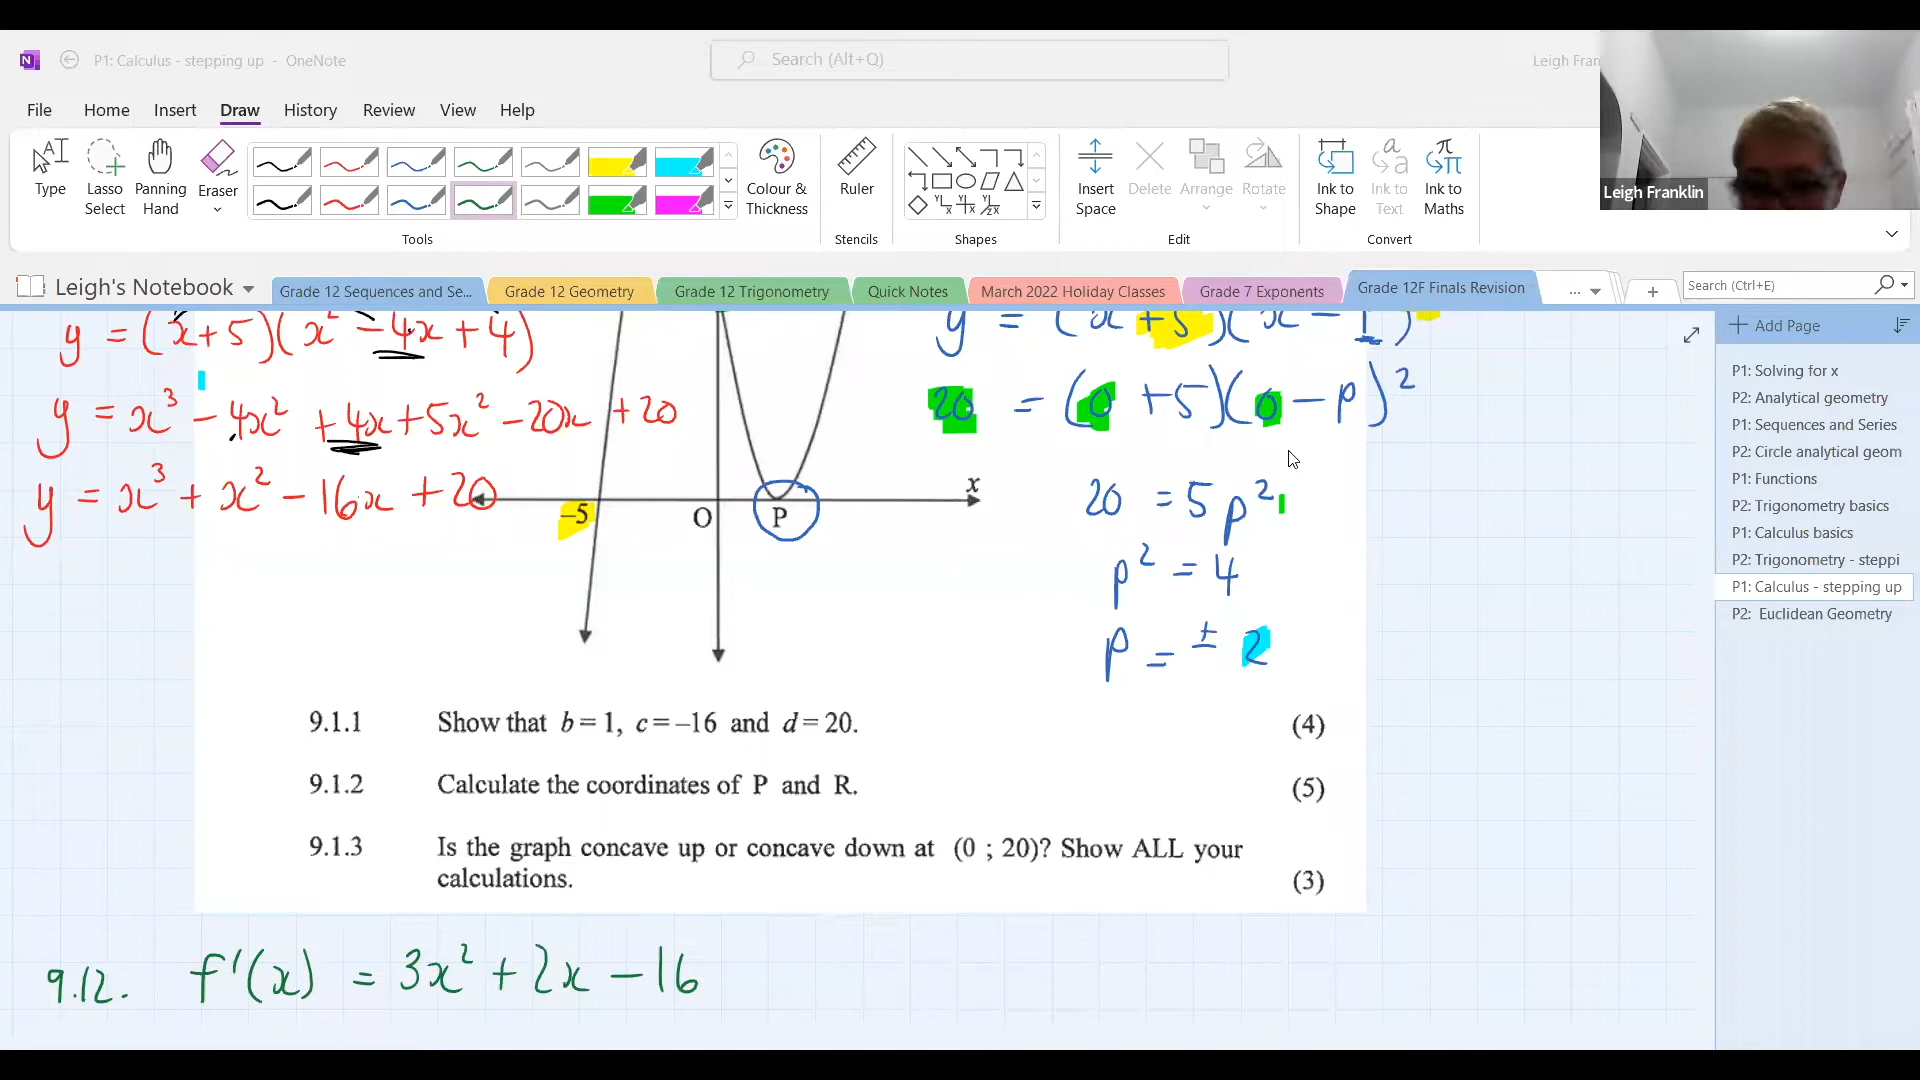 P1: Calculus - stepping up - OneNote
Search (Alt+Q)
Leigh Fran
File Home Insert Draw History Review View Help
Type
Lasso Select
Panning Hand
Eraser
Colour & Thickness
Ruler
Insert Space
Delete
Arrange
Rotate
Ink to Shape
Ink to Text
Ink to Maths
Leigh Franklin
Tools Stencils Shapes Edit Convert
Leigh's Notebook
Grade 12 Sequences and Se... Grade 12 Geometry Grade 12 Trigonometry Quick Notes March 2022 Holiday Classes Grade 7 Exponents Grade 12F Finals Revision ...
Search (Ctrl+E)
Add Page
P1: Solving for x
P2: Analytical geometry
P1: Sequences and Series
P2: Circle analytical geom
P1: Functions
P2: Trigonometry basics
P1: Calculus basics
P2: Trigonometry - steppi
P1: Calculus - stepping up
P2: Euclidean Geometry
y = (x+5)(x² - 4x + 4)
y = x³ - 4x² + 4x + 5x² - 20x + 20
y = x³ + x² - 16x + 20
-5 O P x
20 = (0 + 5)(0 - p)²
20 = 5p²
p² = 4
p = ± 2
9.1.1 Show that b = 1, c = –16 and d = 20. (4)
9.1.2 Calculate the coordinates of P and R. (5)
9.1.3 Is the graph concave up or concave down at (0 ; 20)? Show ALL your
calculations. (3)
9.12. f'(x) = 3x² + 2x - 16